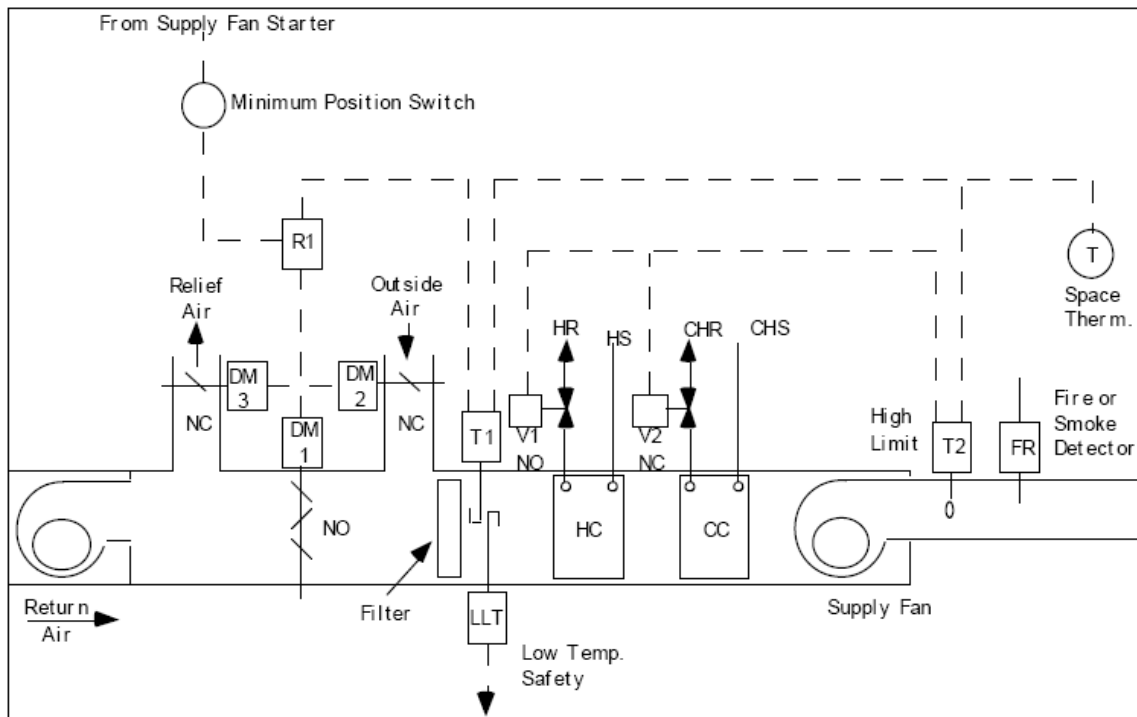 From Supply Fan Starter
Minimum Position Switch
R1
T
Relief
Air
Outside
Air
Space
Therm.
HR
HS
CHR
CHS
DM
3
DM
2
NC
NC
DM
1
T1
V1
NO
V2
NC
High
Limit
T2
FR
Fire or
Smoke
Detector
NO
HC
CC
Return
Air
Filter
LLT
Supply Fan
Low Temp.
Safety